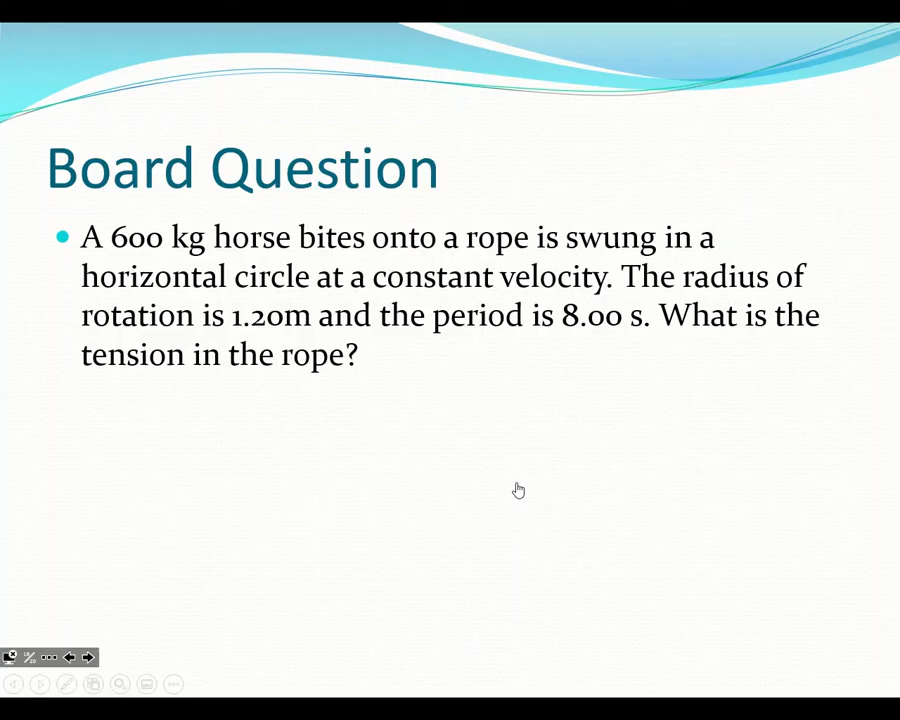 Board Question
• A 600 kg horse bites onto a rope is swung in a
horizontal circle at a constant velocity. The radius of
rotation is 1.20m and the period is 8.00 s. What is the
tension in the rope?